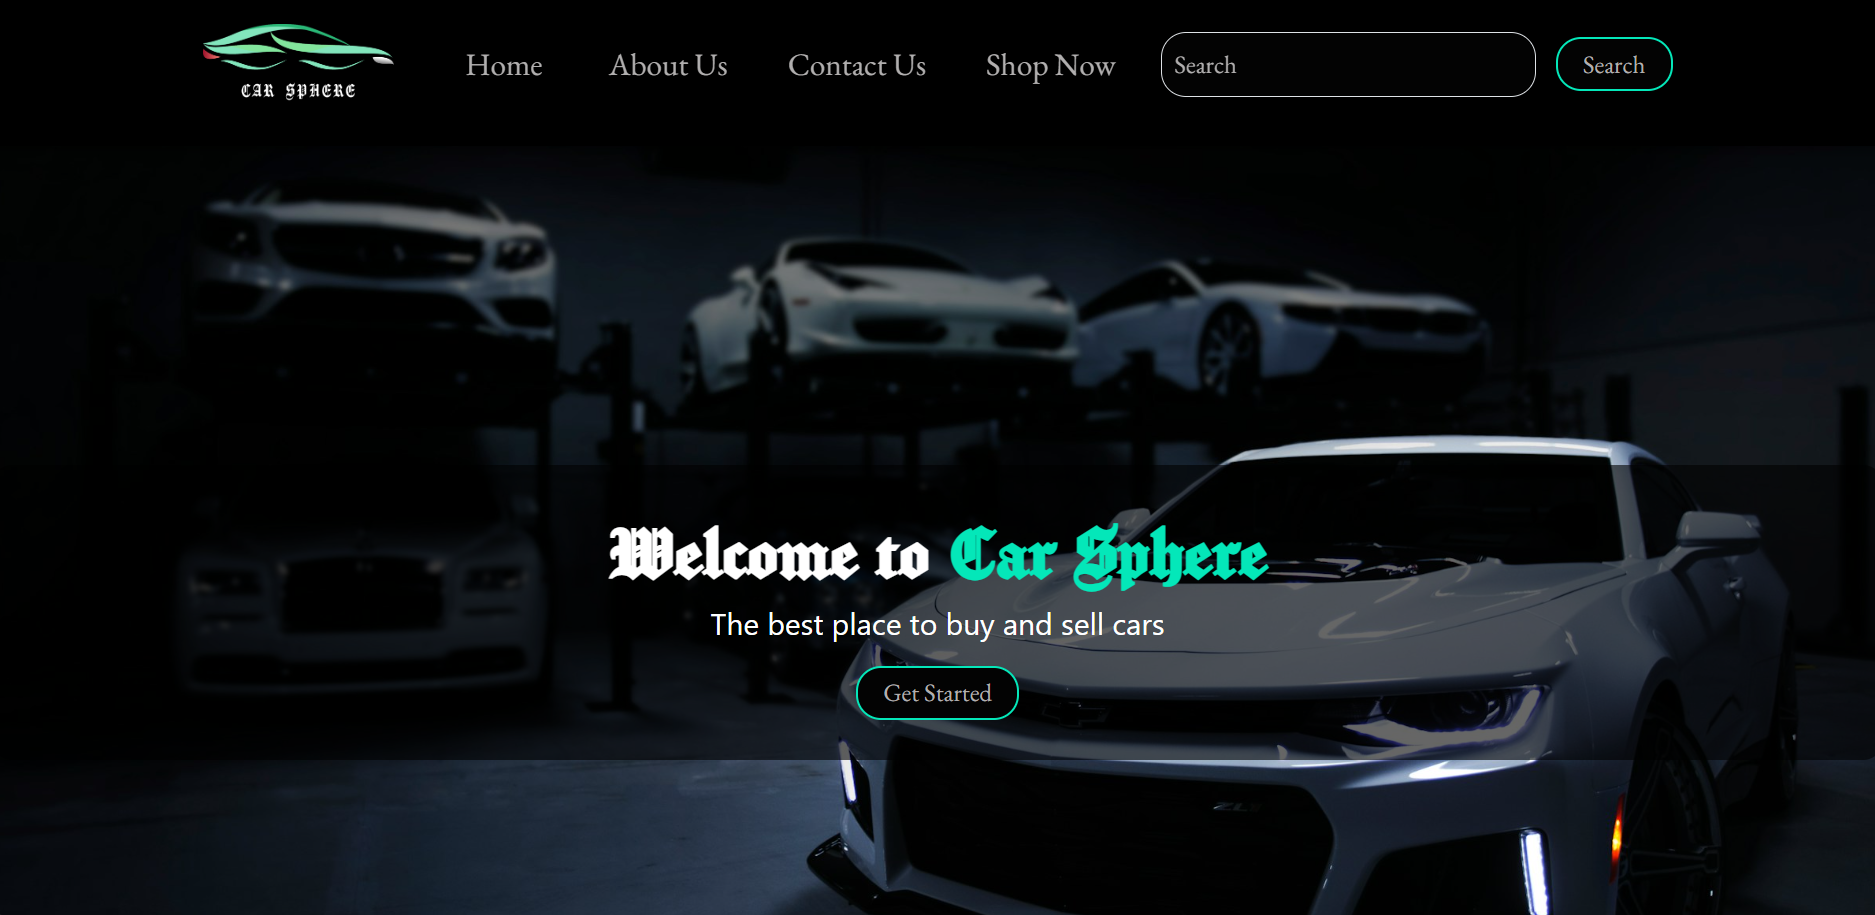 CAR SPHERE
Home About Us Contact Us Shop Now Search Search
Welcome to Car Sphere
The best place to buy and sell cars
Get Started
ZL1